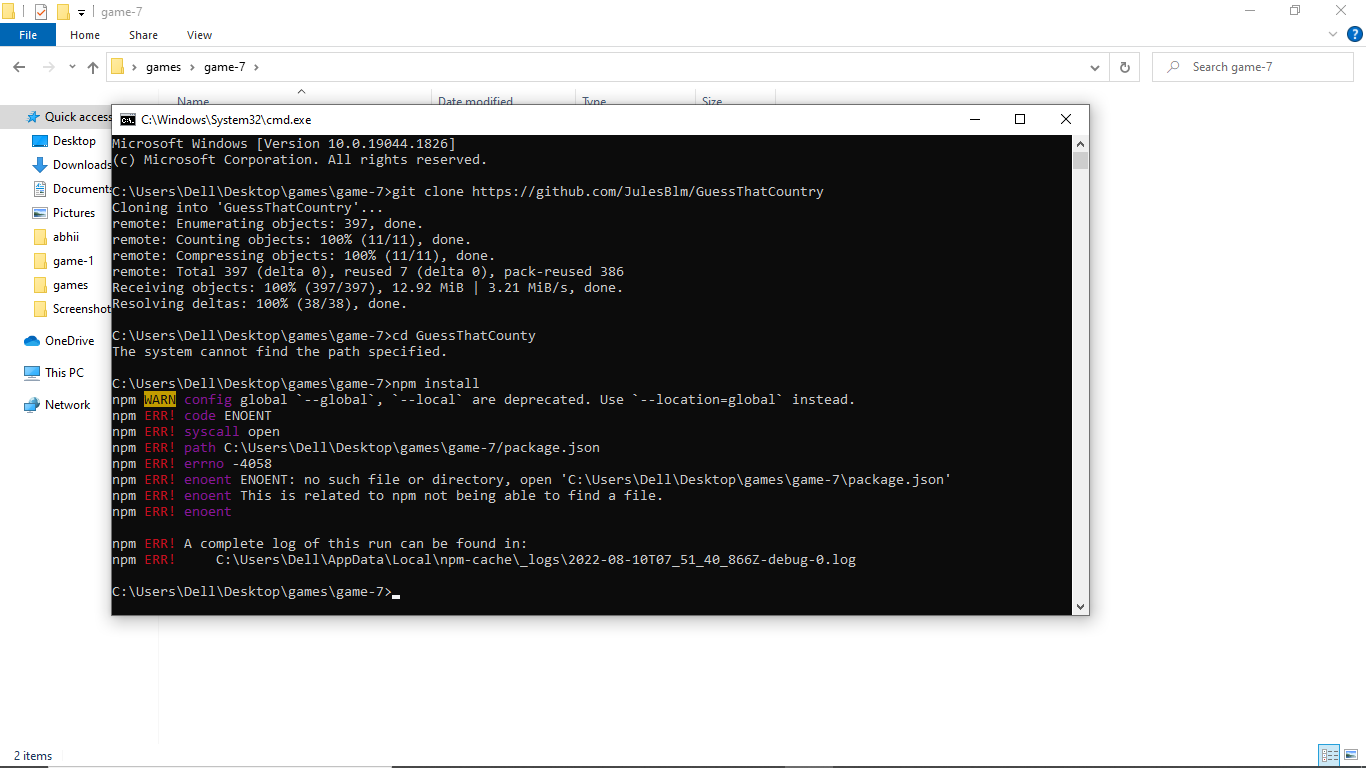 game-7
File Home Share View
games > game-7 >
Search game-7
Name Date modified Type Size
Quick access
Desktop
Downloads
Documents
Pictures
abhii
game-1
games
Screenshot
OneDrive
This PC
Network
C:\Windows\System32\cmd.exe
Microsoft Windows [Version 10.0.19044.1826]
(c) Microsoft Corporation. All rights reserved.
C:\Users\Dell\Desktop\games\game-7>git clone https://github.com/JulesBlm/GuessThatCountry
Cloning into 'GuessThatCountry'...
remote: Enumerating objects: 397, done.
remote: Counting objects: 100% (11/11), done.
remote: Compressing objects: 100% (11/11), done.
remote: Total 397 (delta 0), reused 7 (delta 0), pack-reused 386
Receiving objects: 100% (397/397), 12.92 MiB | 3.21 MiB/s, done.
Resolving deltas: 100% (38/38), done.
C:\Users\Dell\Desktop\games\game-7>cd GuessThatCounty
The system cannot find the path specified.
C:\Users\Dell\Desktop\games\game-7>npm install
npm WARN config global `--global`, `--local` are deprecated. Use `--location=global` instead.
npm ERR! code ENOENT
npm ERR! syscall open
npm ERR! path C:\Users\Dell\Desktop\games\game-7/package.json
npm ERR! errno -4058
npm ERR! enoent ENOENT: no such file or directory, open 'C:\Users\Dell\Desktop\games\game-7\package.json'
npm ERR! enoent This is related to npm not being able to find a file.
npm ERR! enoent
npm ERR! A complete log of this run can be found in:
npm ERR!     C:\Users\Dell\AppData\Local\npm-cache\_logs\2022-08-10T07_51_40_866Z-debug-0.log
C:\Users\Dell\Desktop\games\game-7>
2 items